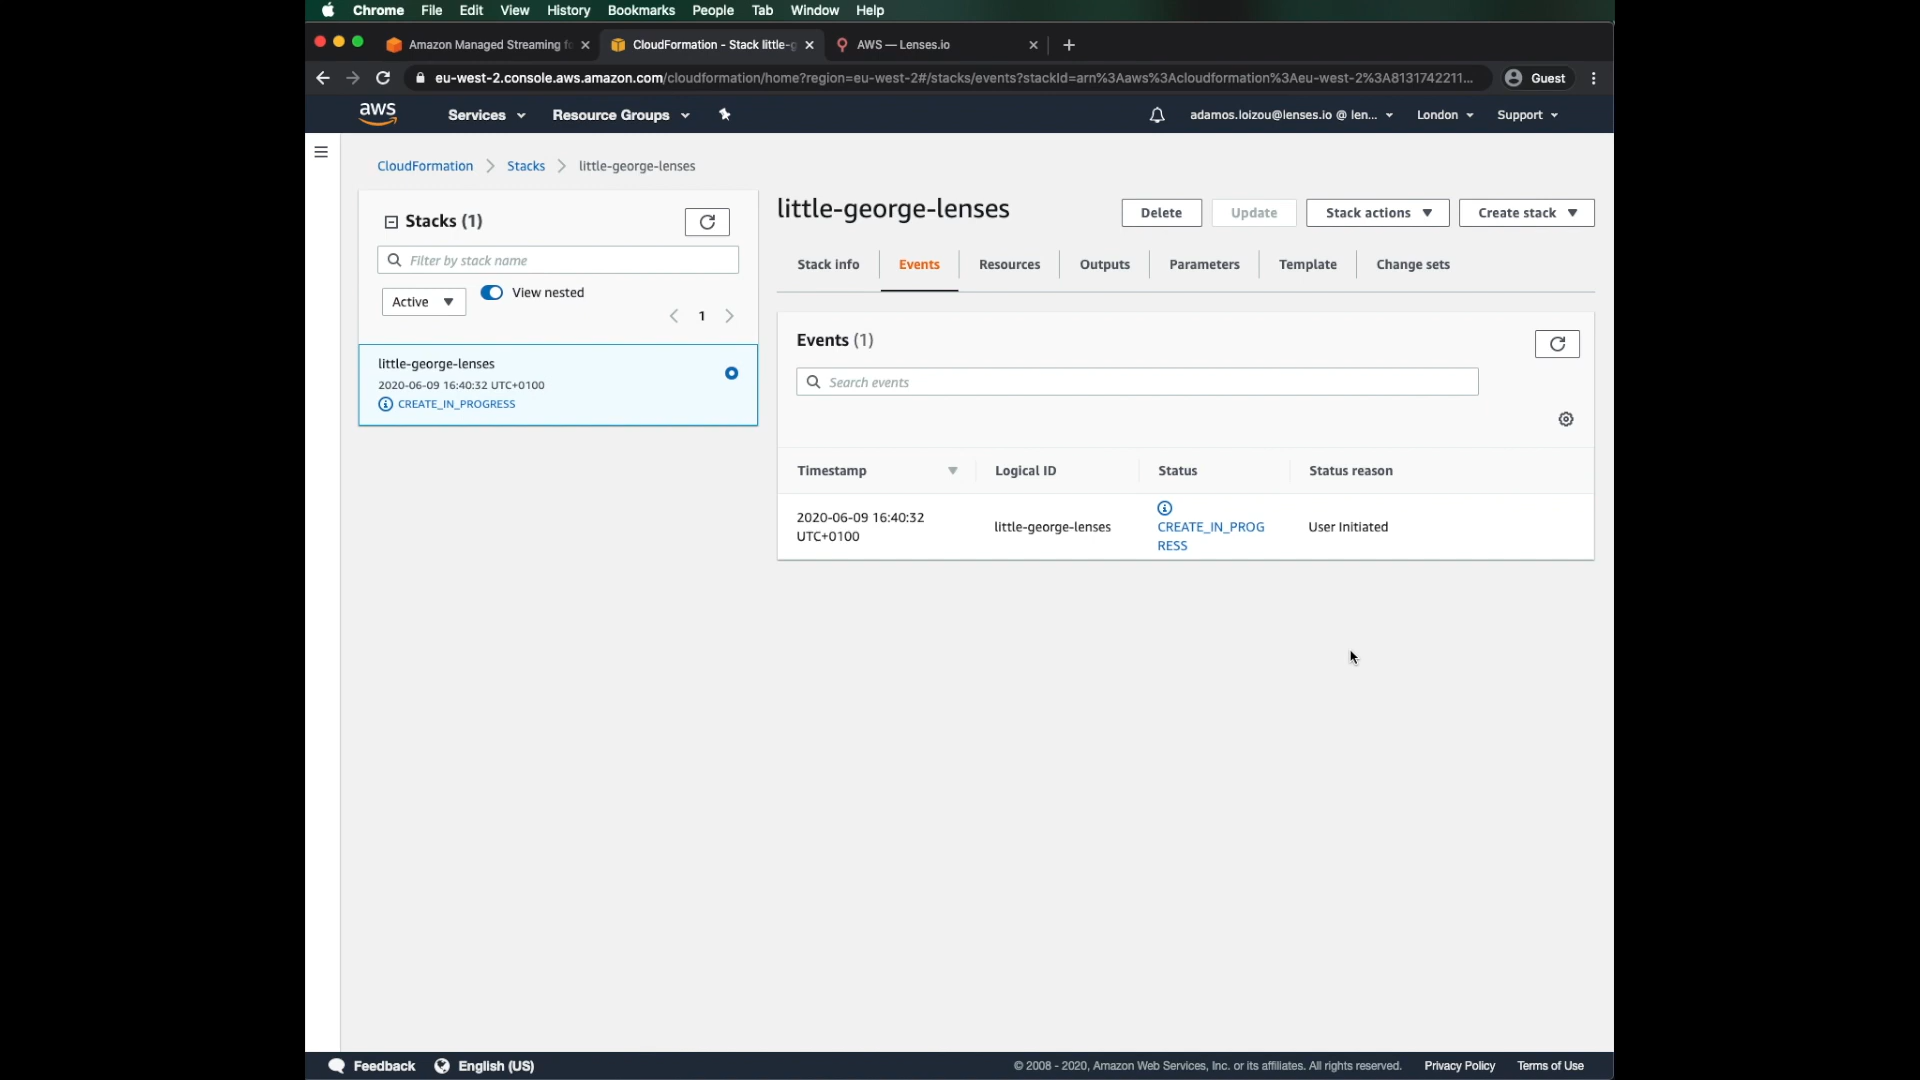 Chrome File Edit View History Bookmarks People Tab Window Help
Amazon Managed Streaming fo CloudFormation - Stack little-g AWS — Lenses.io
eu-west-2.console.aws.amazon.com/cloudformation/home?region=eu-west-2#/stacks/events?stackId=arn%3Aaws%3Acloudformation%3Aeu-west-2%3A8131742211... Guest
aws Services Resource Groups adamos.loizou@lenses.io @ len... London Support
CloudFormation Stacks little-george-lenses
Stacks (1)
Filter by stack name
Active View nested
1
little-george-lenses
2020-06-09 16:40:32 UTC+0100
CREATE_IN_PROGRESS
little-george-lenses Delete Update Stack actions Create stack
Stack info Events Resources Outputs Parameters Template Change sets
Events (1)
Search events
Timestamp Logical ID Status Status reason
2020-06-09 16:40:32
UTC+0100
little-george-lenses
CREATE_IN_PROG
RESS
User Initiated
Feedback English (US) © 2008 - 2020, Amazon Web Services, Inc. or its affiliates. All rights reserved. Privacy Policy Terms of Use